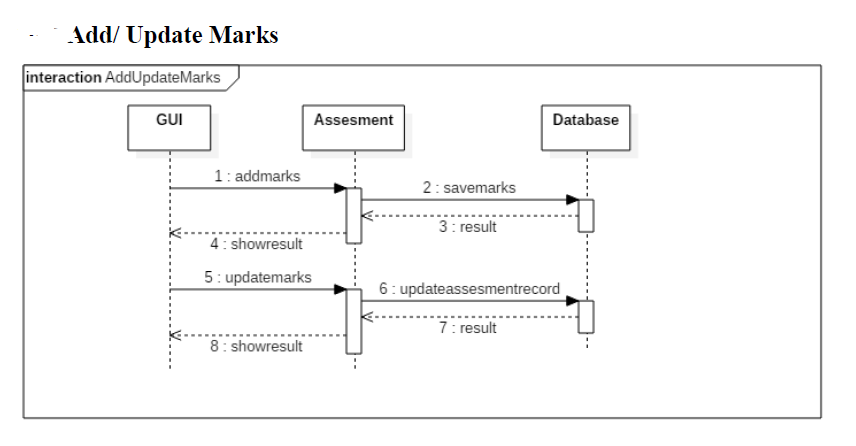 Add/ Update Marks
interaction AddUpdateMarks
GUI
Assesment
Database
1 : addmarks
2 : savemarks
3 : result
4 : showresult
5 : updatemarks
6 : updateassesmentrecord
7 : result
8 : showresult